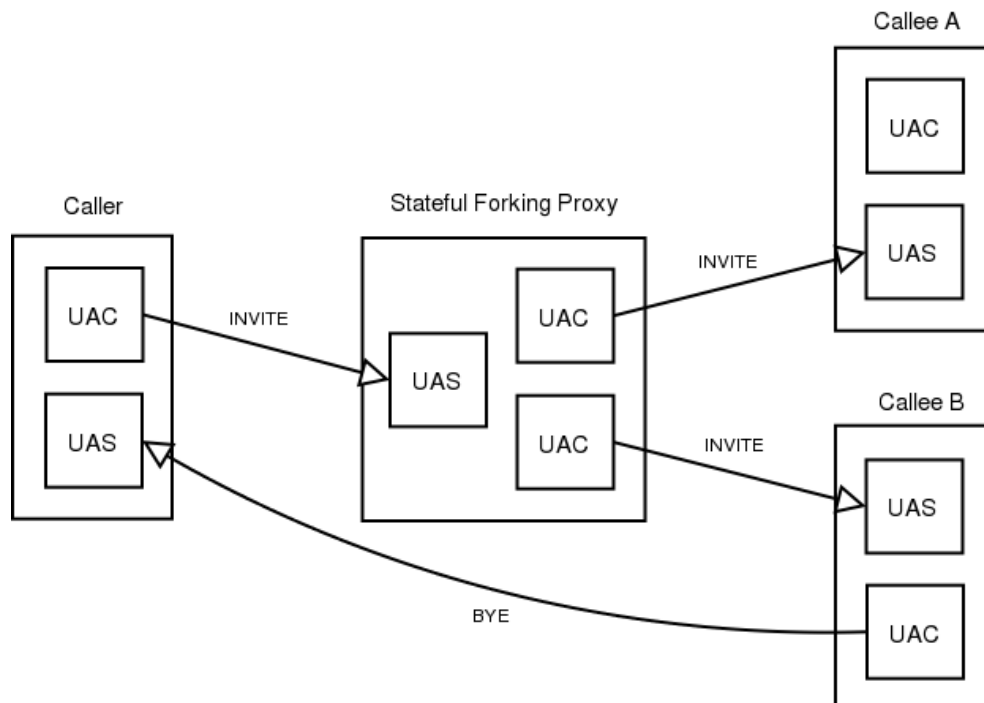 Callee A
UAC
UAS
Caller
UAC
UAS
INVITE
Stateful Forking Proxy
UAS
UAC
UAC
INVITE
INVITE
Callee B
UAS
UAC
BYE